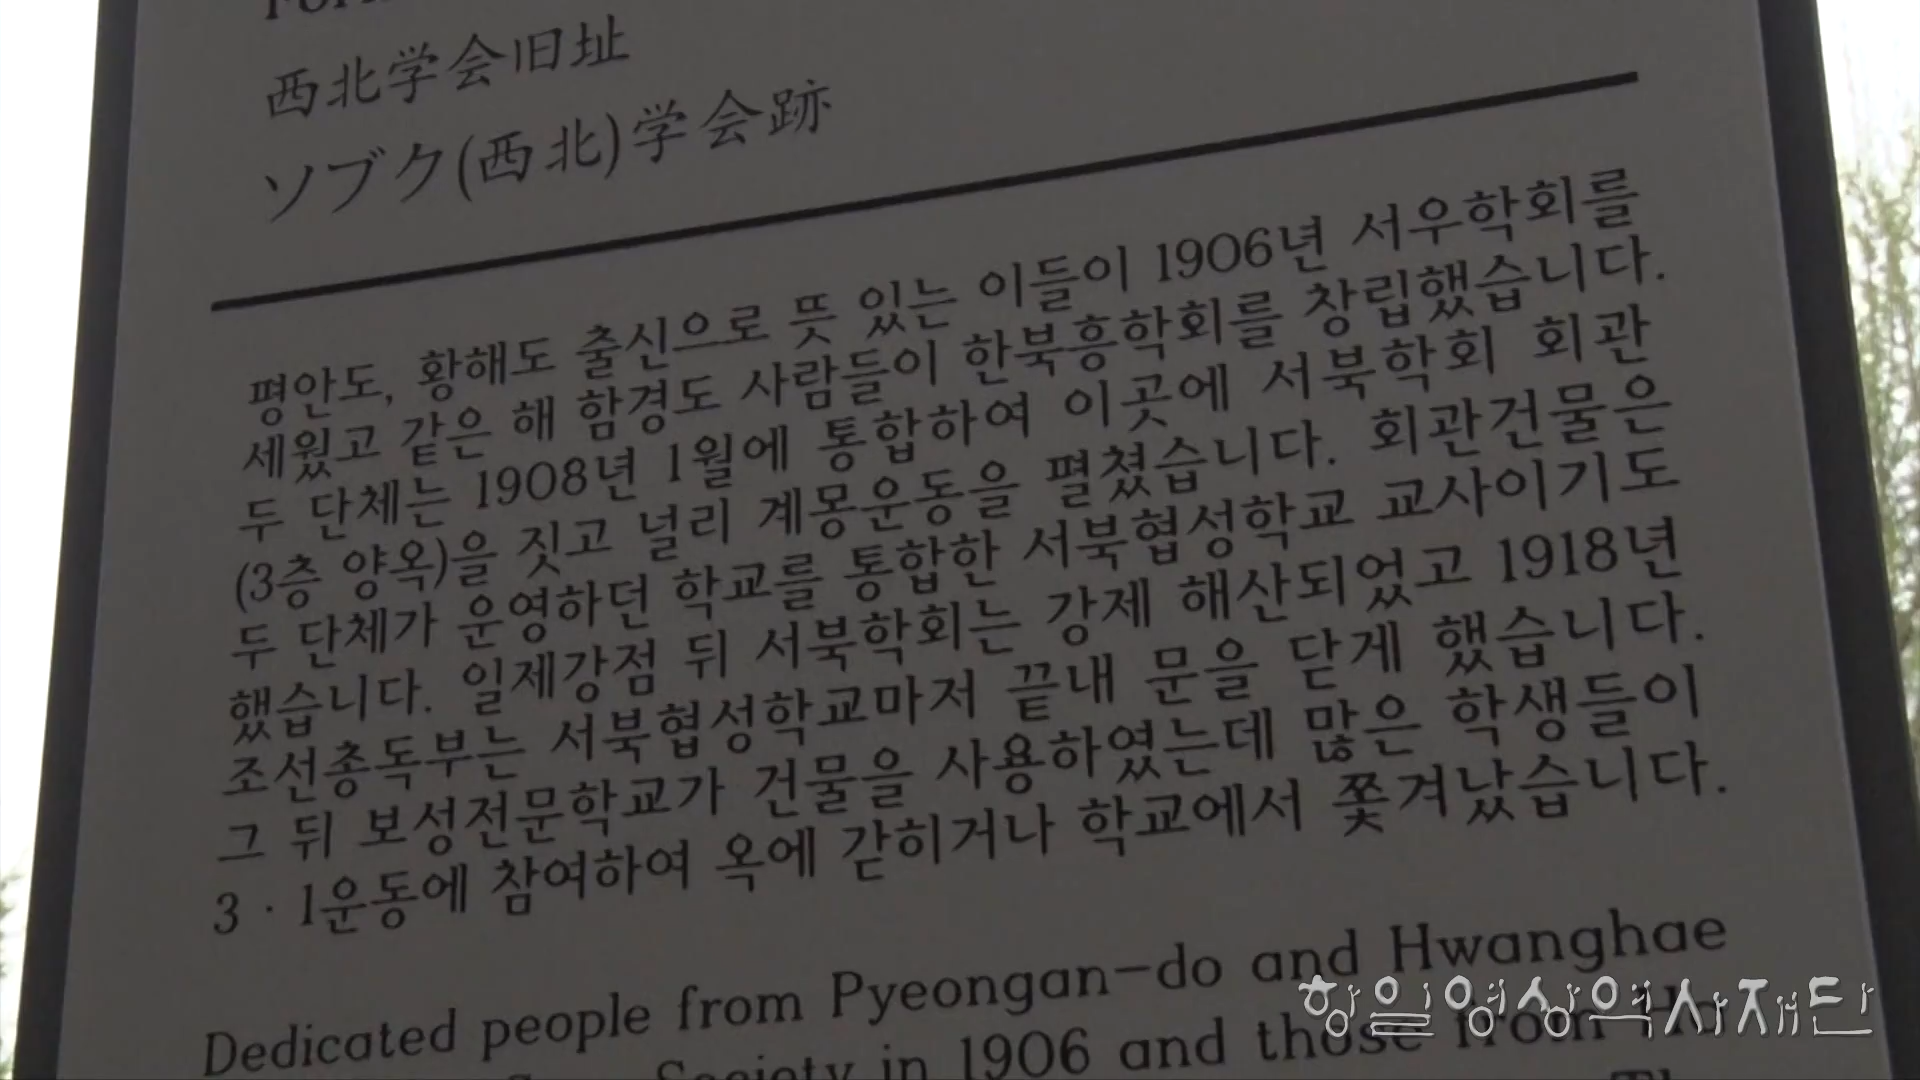 西北学会旧址
ソブク(西北)学会跡
평안도, 황해도 출신으로 뜻 있는 이들이 1906년 서우학회를
세웠고 같은 해 함경도 사람들이 한북흥학회를 창립했습니다.
두 단체는 1908년 1월에 통합하여 이곳에 서북학회 회관
(3층 양옥)을 짓고 널리 계몽운동을 펼쳤습니다. 회관건물은
두 단체가 운영하던 학교를 통합한 서북협성학교 교사이기도
했습니다. 일제강점 뒤 서북학회는 강제 해산되었고 1918년
조선총독부는 서북협성학교마저 끝내 문을 닫게 했습니다.
그 뒤 보성전문학교가 건물을 사용하였는데 많은 학생들이
3·1운동에 참여하여 옥에 갇히거나 학교에서 쫓겨났습니다.
Dedicated people from Pyeongan-do and Hwanghae
Society in 1906 and those from
항일영상역사재단